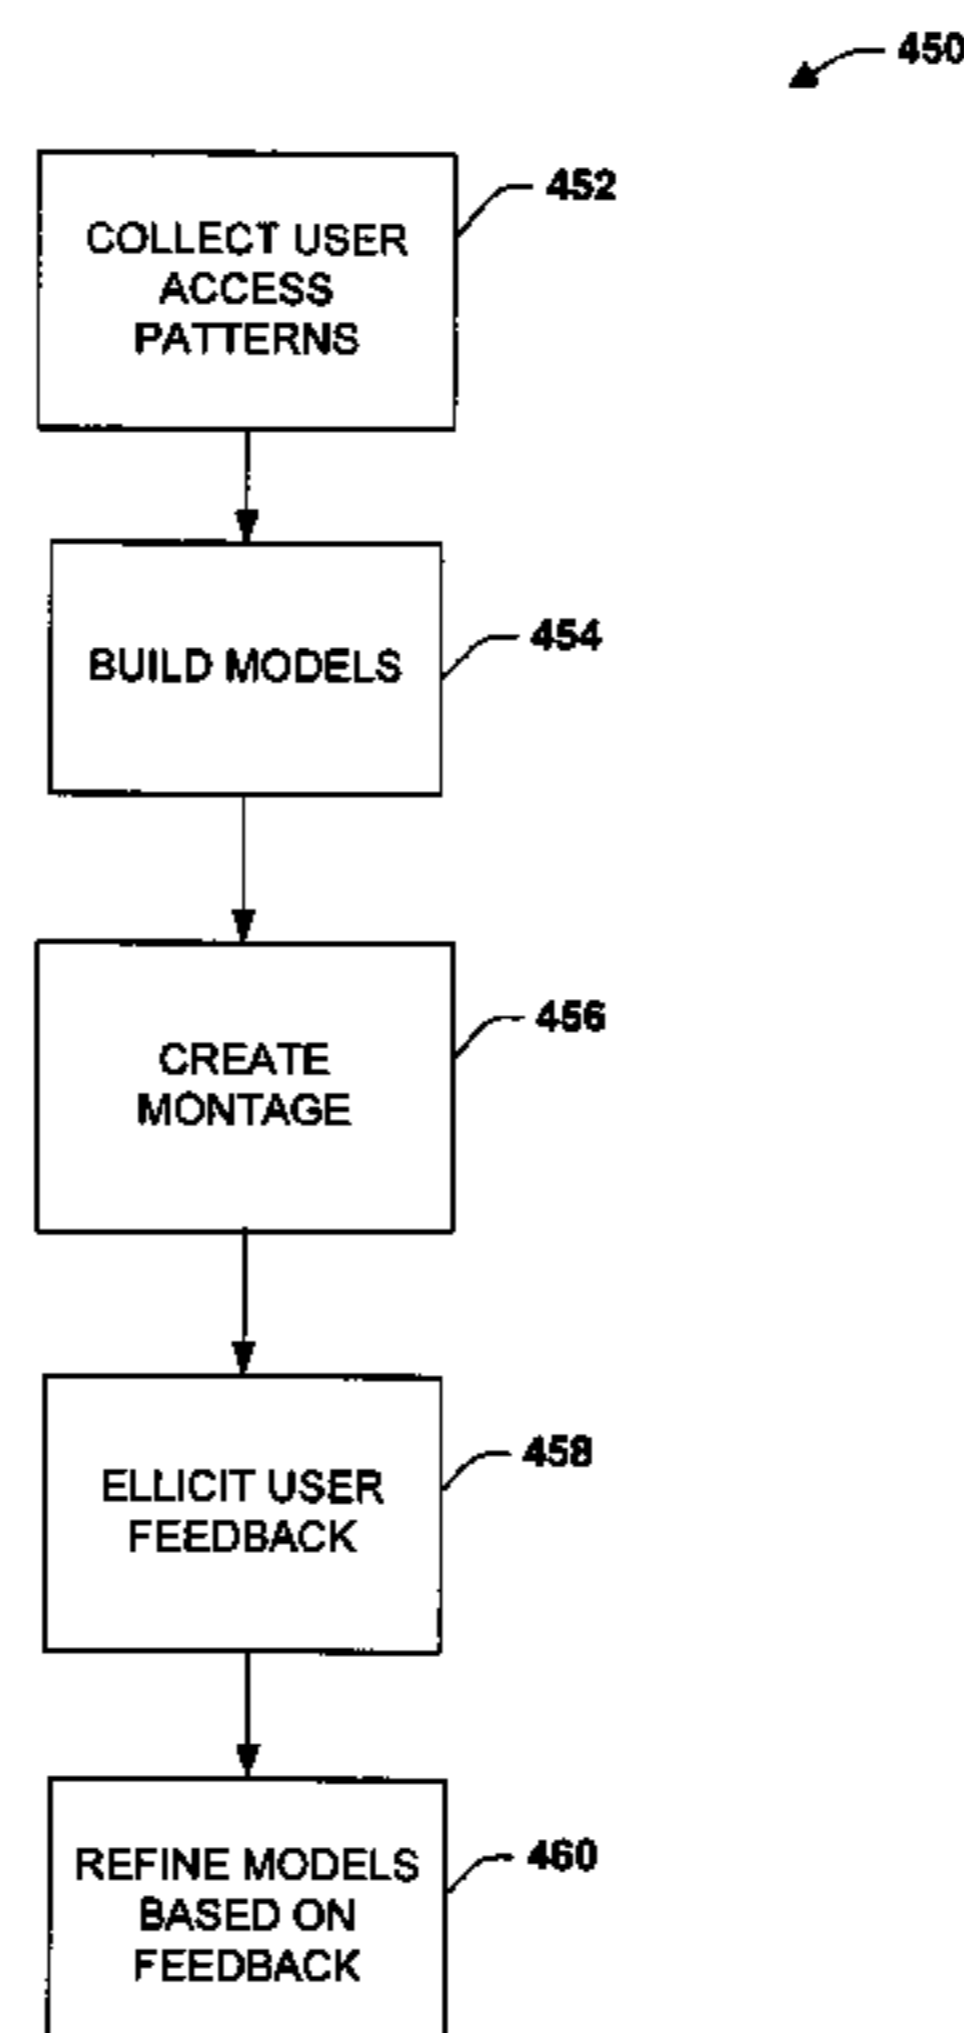 450
452
COLLECT USER
ACCESS
PATTERNS
454
BUILD MODELS
456
CREATE
MONTAGE
458
ELLICIT USER
FEEDBACK
460
REFINE MODELS
BASED ON
FEEDBACK